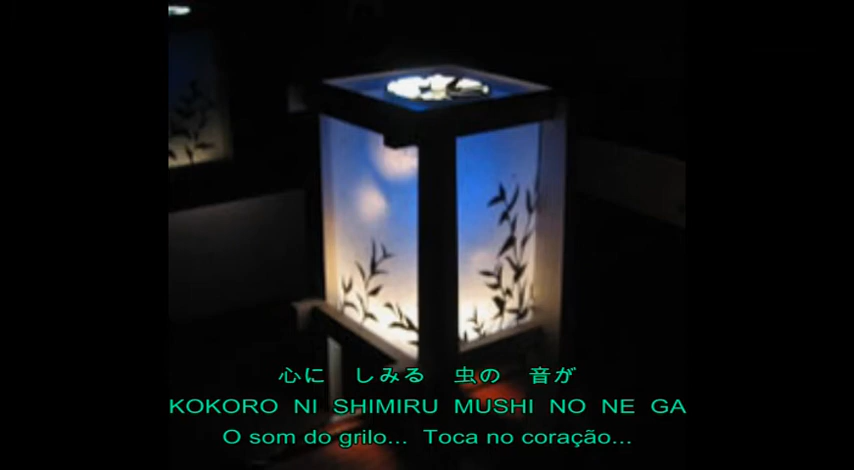 心に　しみる　虫の　音が
KOKORO NI SHIMIRU MUSHI NO NE GA
O som do grilo... Toca no coração...